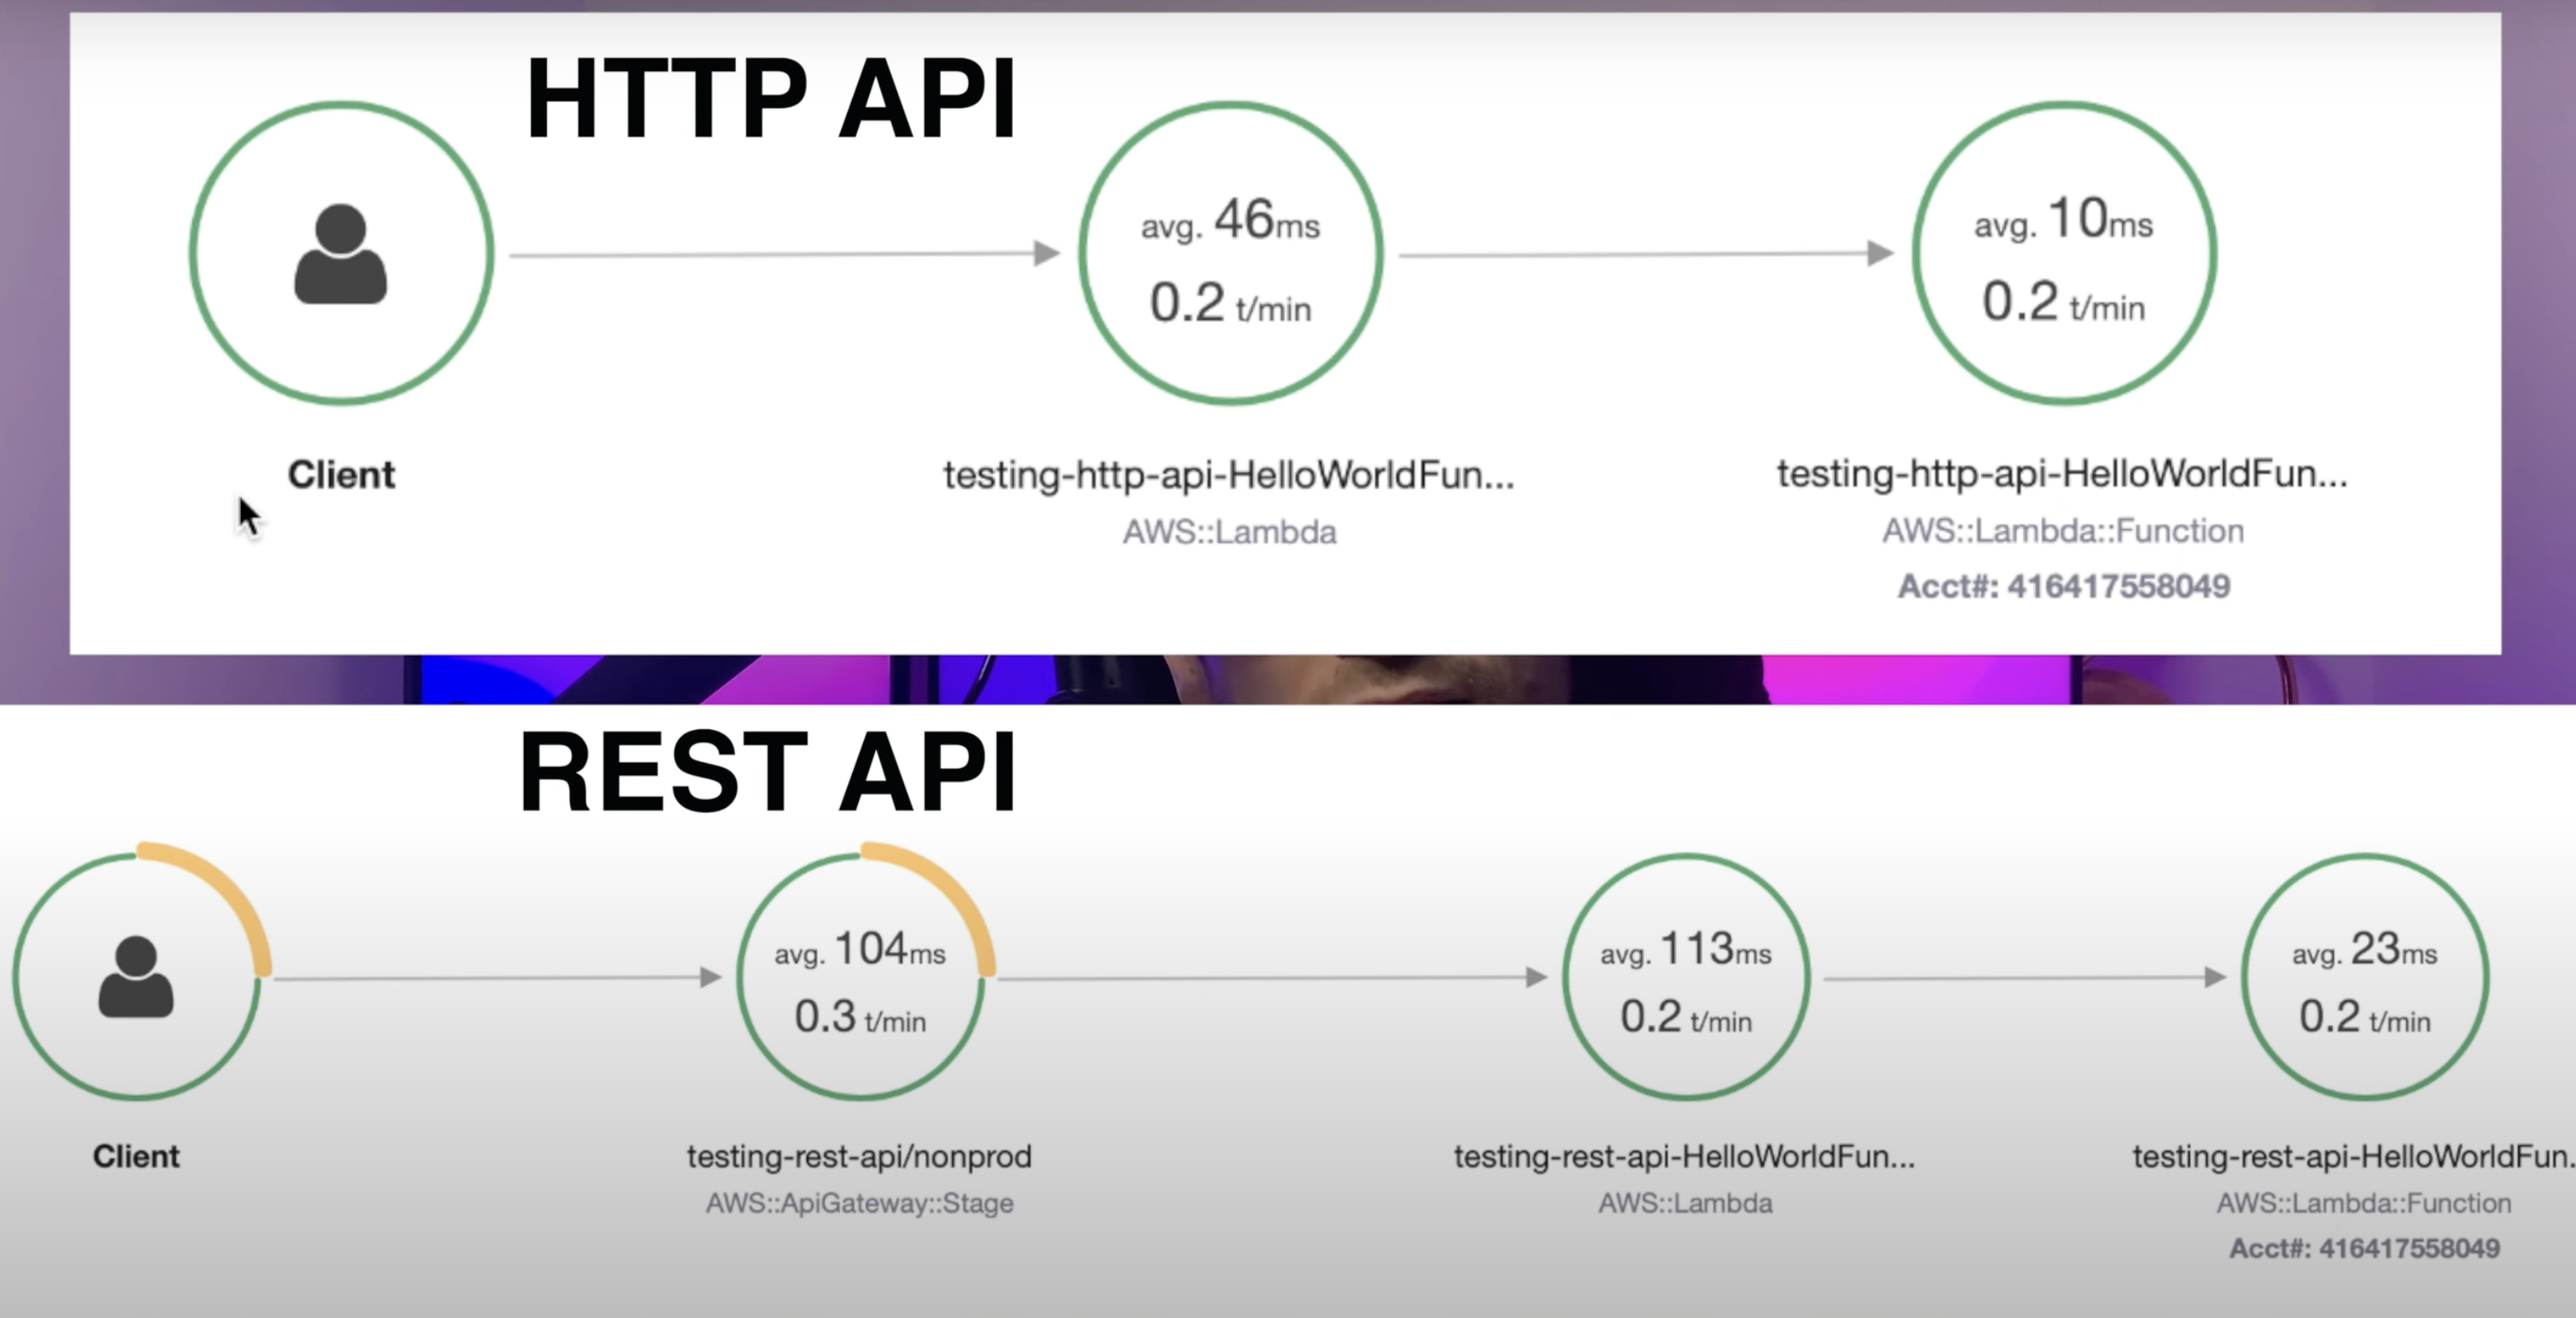 HTTP API
avg. 46ms
0.2 t/min
avg. 10ms
0.2 t/min
Client
testing-http-api-HelloWorldFun...
testing-http-api-HelloWorldFun...
AWS::Lambda
AWS::Lambda::Function
Acct#: 416417558049
REST API
avg. 104ms
0.3 t/min
avg. 113ms
0.2 t/min
avg. 23ms
0.2 t/min
Client
testing-rest-api/nonprod
testing-rest-api-HelloWorldFun...
testing-rest-api-HelloWorldFun.
AWS::ApiGateway::Stage
AWS::Lambda
AWS::Lambda::Function
Acct#: 416417558049